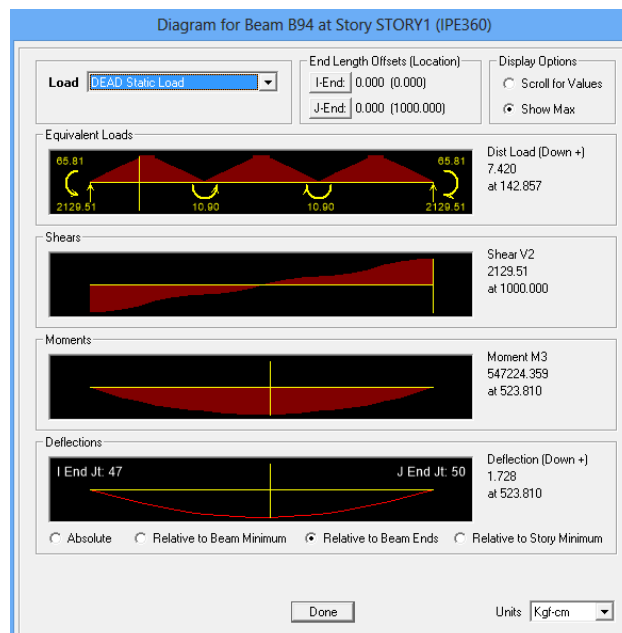 Diagram for Beam B94 at Story STORY1 (IPE360)
Load DEAD Static Load
End Length Offsets (Location)
I-End: 0.000 (0.000)
J-End: 0.000 (1000.000)
Display Options
Scroll for Values
Show Max
Equivalent Loads
65.81 65.81
2129.51 10.90 10.90 2129.51
Dist Load (Down +)
7.420
at 142.857
Shears
Shear V2
2129.51
at 1000.000
Moments
Moment M3
547224.359
at 523.810
Deflections
I End Jt: 47 J End Jt: 50
Deflection (Down +)
1.728
at 523.810
Absolute Relative to Beam Minimum Relative to Beam Ends Relative to Story Minimum
Done Units Kgf-cm